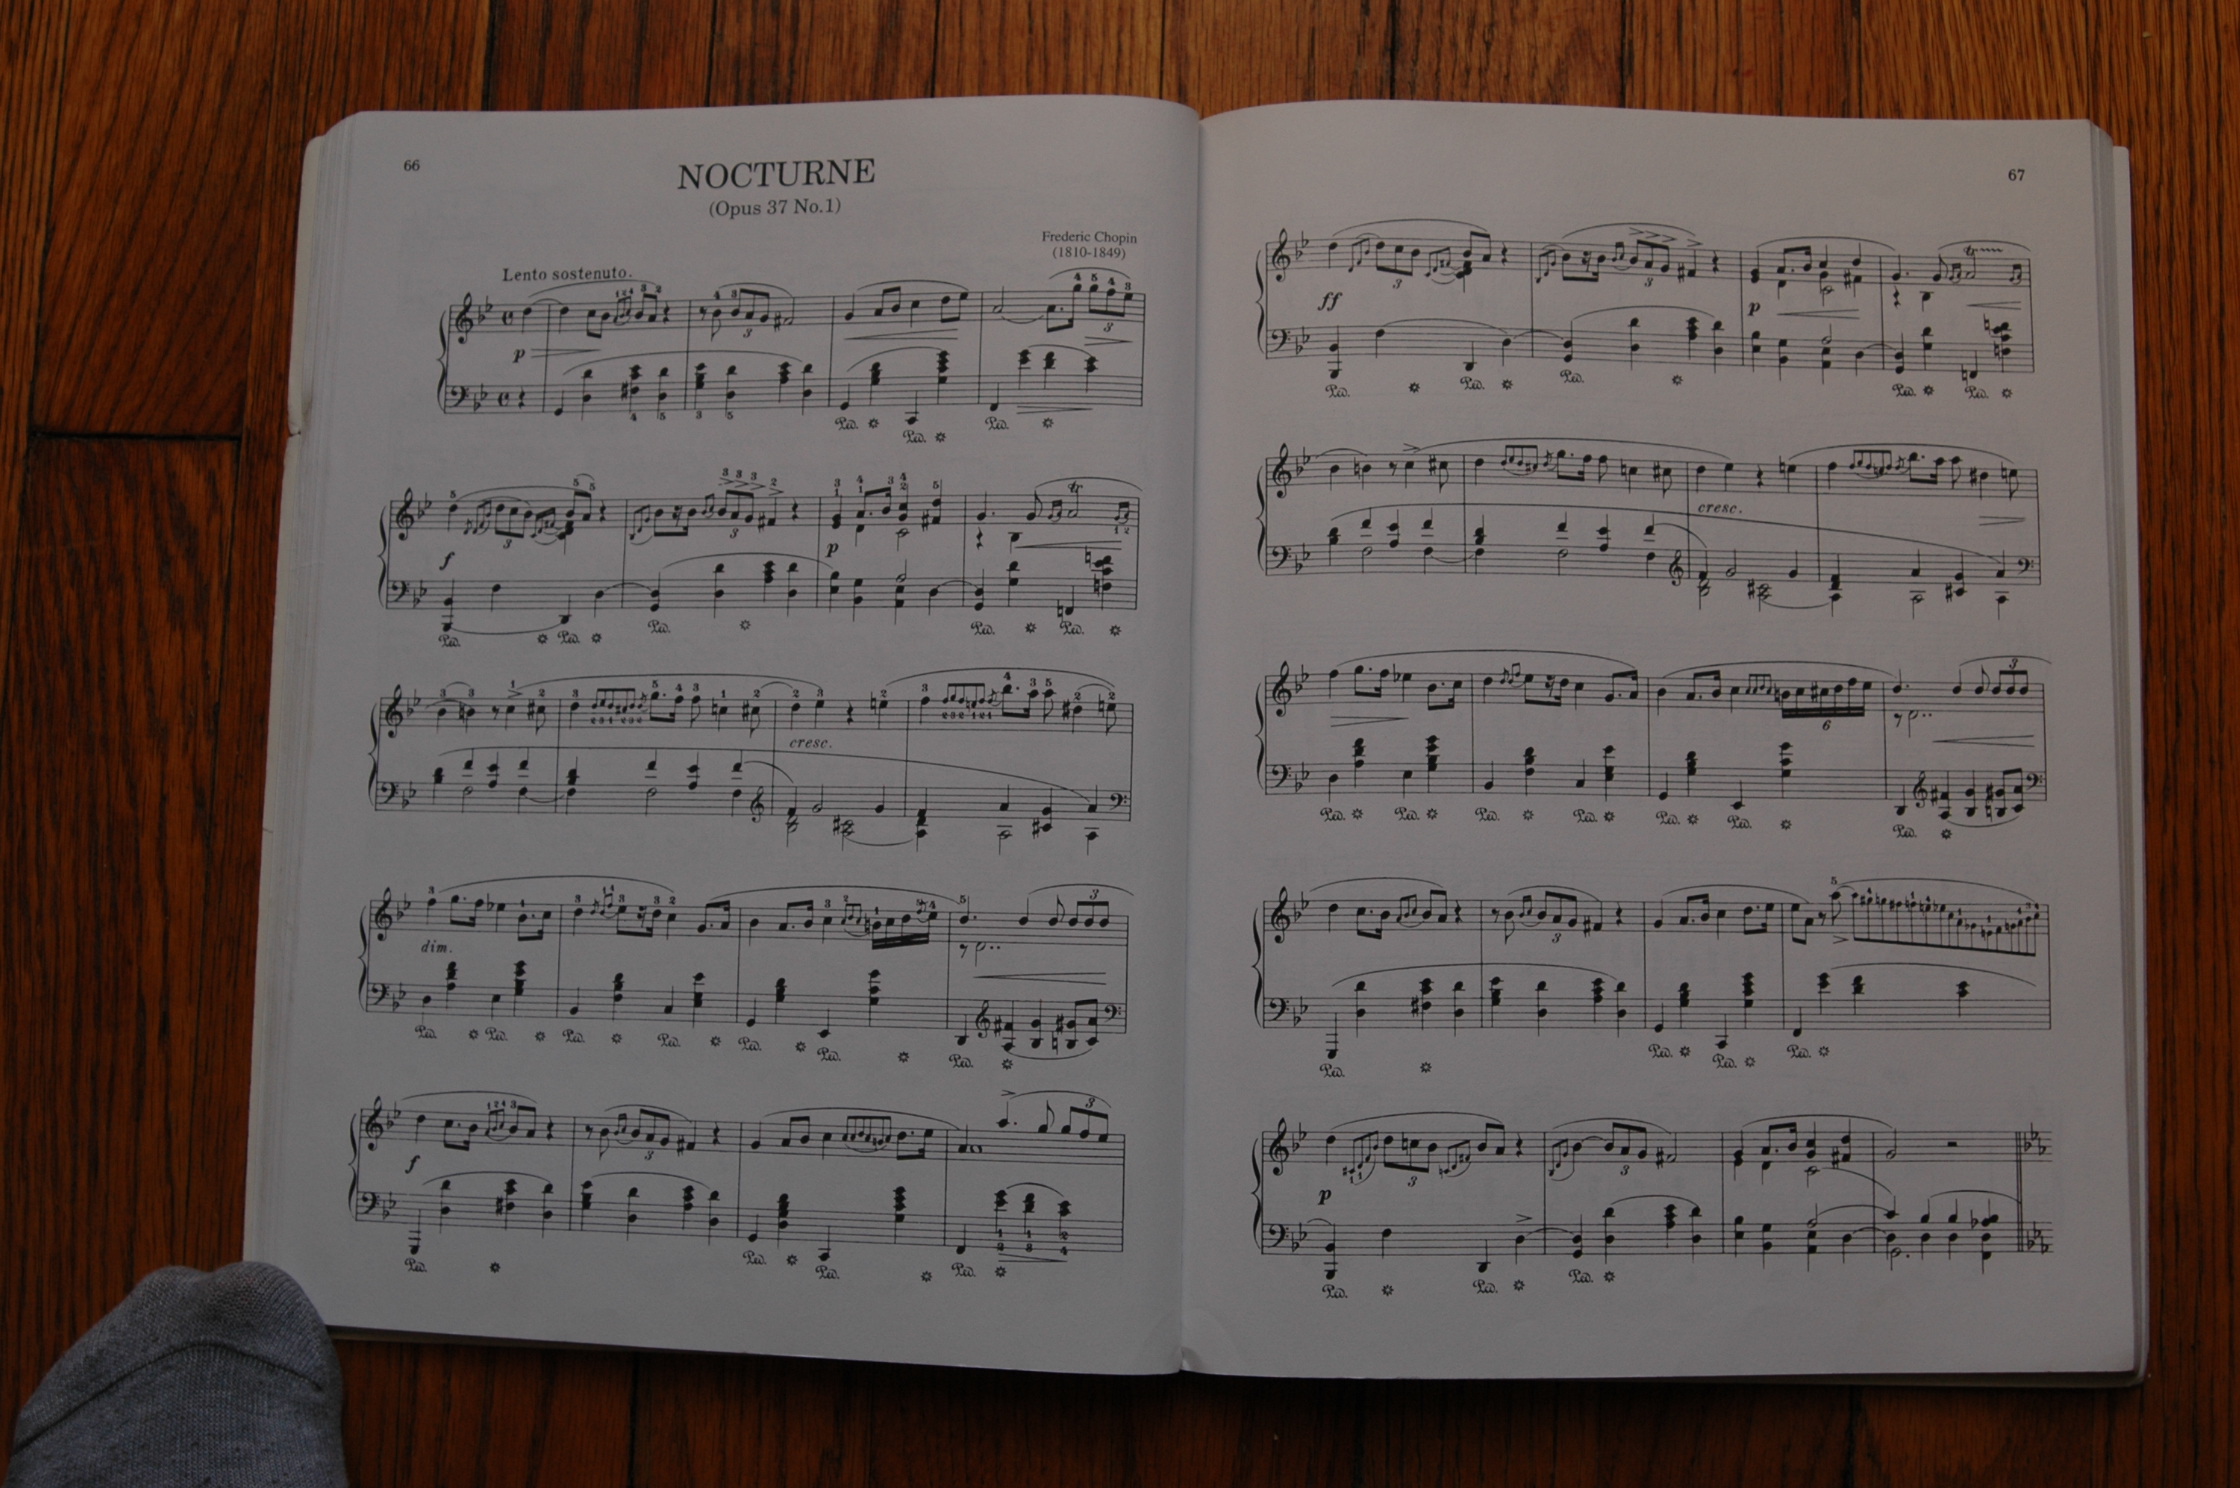 66
NOCTURNE
(Opus 37 No.1)
Frederic Chopin
(1810-1849)
Lento sostenuto.
p
f
p
cresc.
dim.
f
67
ff
p
cresc.
p